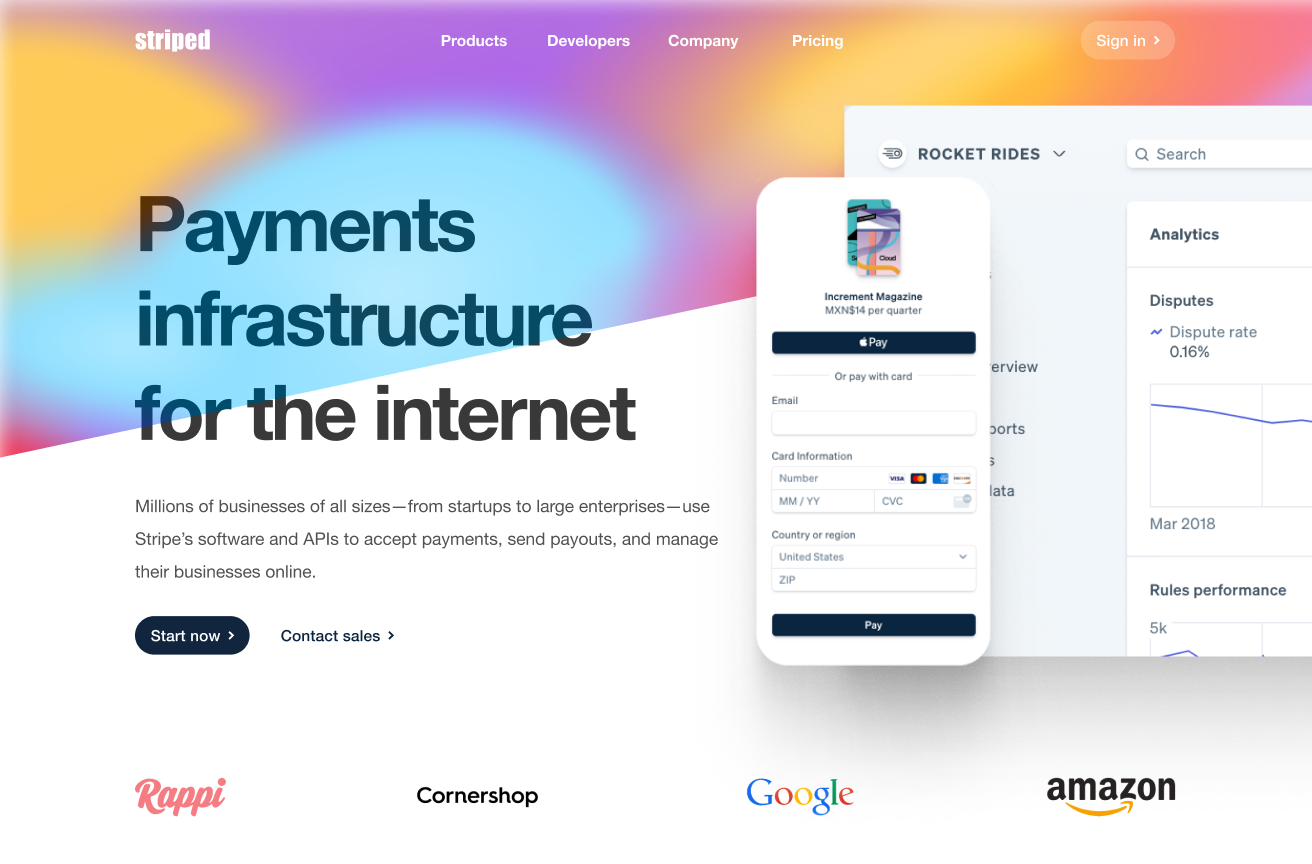 striped
Products Developers Company Pricing
Sign in
Payments
infrastructure
for the internet
Millions of businesses of all sizes—from startups to large enterprises—use
Stripe’s software and APIs to accept payments, send payouts, and manage
their businesses online.
Start now
Contact sales
ROCKET RIDES
Search
Cloud
Increment Magazine
MXN$14 per quarter
Pay
Or pay with card
Email
Card Information
Number
VISA
MM / YY
CVC
Country or region
United States
ZIP
Pay
erview
ports
s
data
Analytics
Disputes
Dispute rate
0.16%
Mar 2018
Rules performance
5k
Rappi
Cornershop
Google
amazon